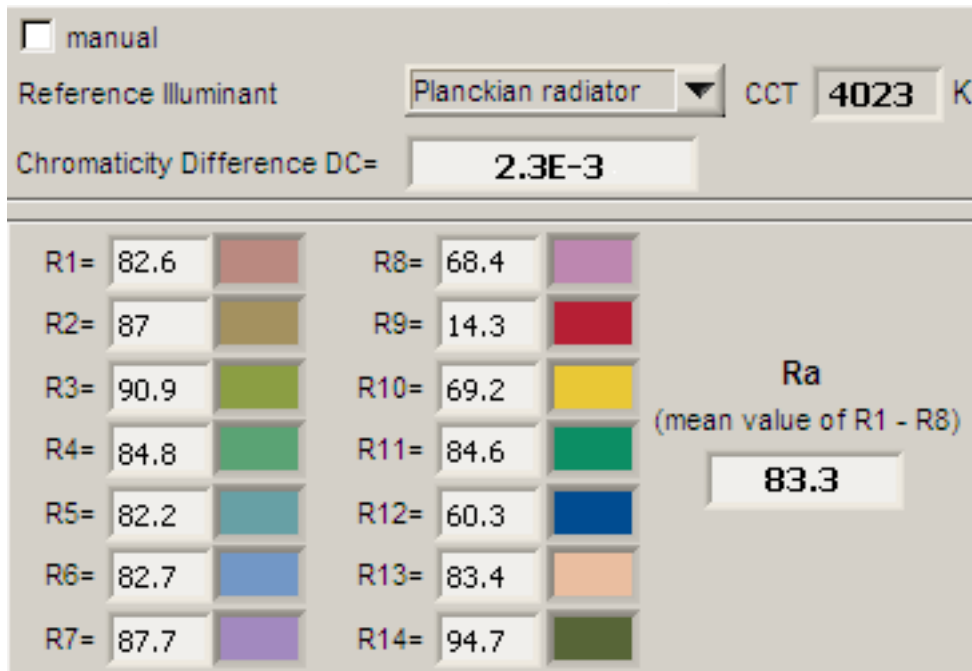 manual
Reference Illuminant Planckian radiator CCT 4023 K
Chromaticity Difference DC= 2.3E-3
R1= 82.6 R8= 68.4
R2= 87 R9= 14.3
R3= 90.9 R10= 69.2
Ra
(mean value of R1 - R8)
R4= 84.8 R11= 84.6
83.3
R5= 82.2 R12= 60.3
R6= 82.7 R13= 83.4
R7= 87.7 R14= 94.7